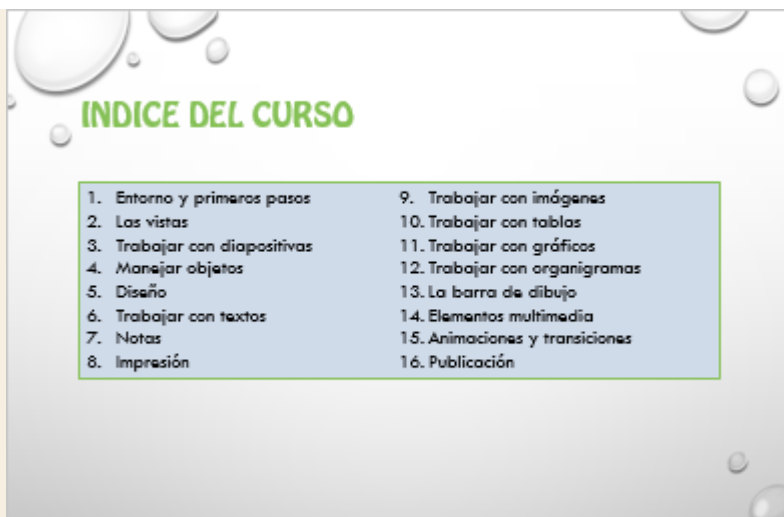 INDICE DEL CURSO
1. Entorno y primeros pasos
2. Las vistas
3. Trabajar con diapositivas
4. Manejar objetos
5. Diseño
6. Trabajar con textos
7. Notas
8. Impresión
9. Trabajar con imágenes
10. Trabajar con tablas
11. Trabajar con gráficos
12. Trabajar con organigramas
13. La barra de dibujo
14. Elementos multimedia
15. Animaciones y transiciones
16. Publicación